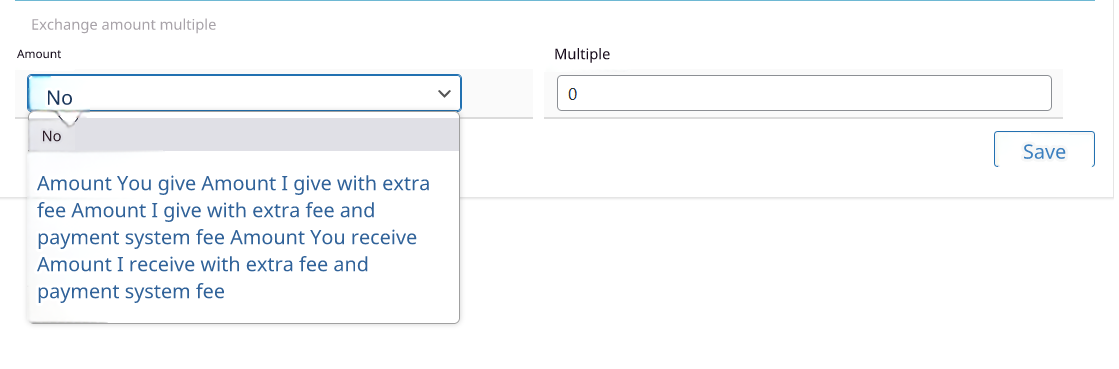 Exchange amount multiple
Amount
Multiple
No
0
No
Save
Amount You give Amount I give with extra
fee Amount I give with extra fee and
payment system fee Amount You receive
Amount I receive with extra fee and
payment system fee